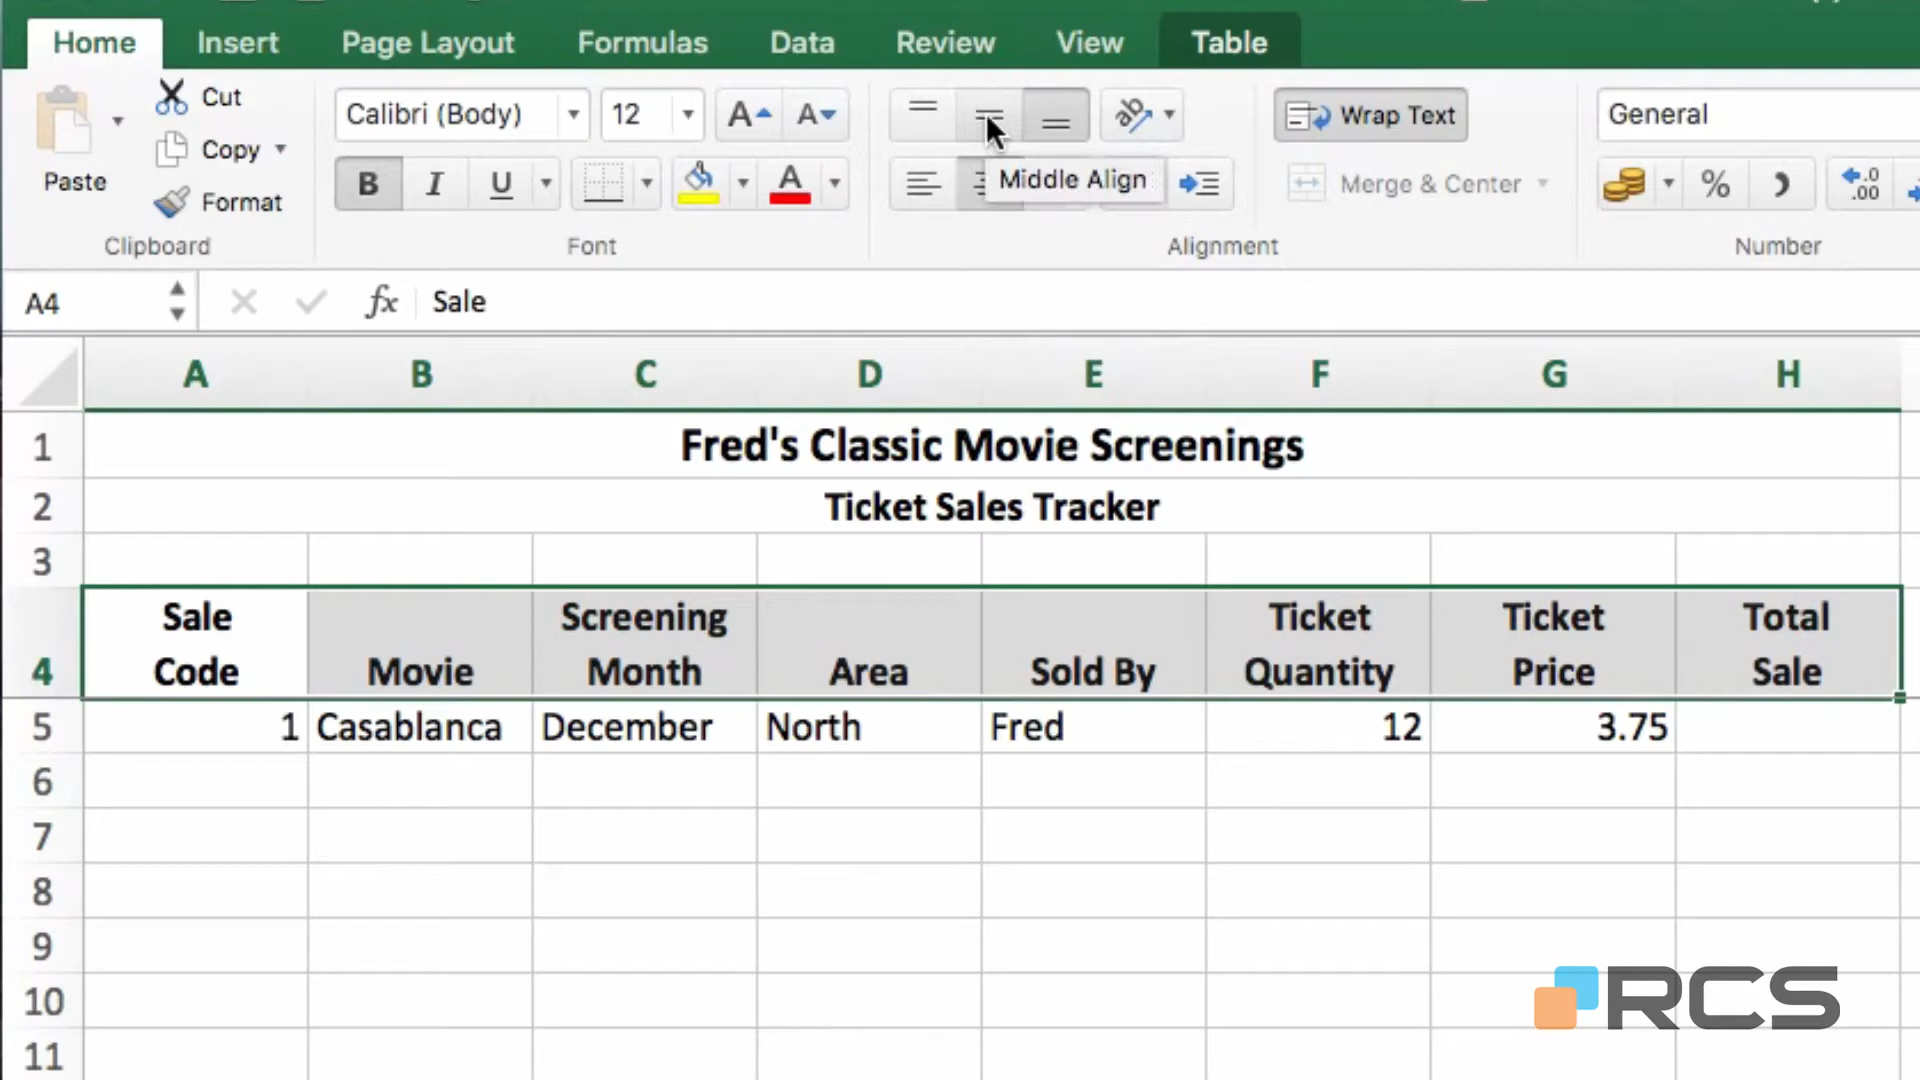 Home Insert Page Layout Formulas Data Review View Table
Cut
Calibri (Body) 12 A A ab Wrap Text General
Copy
Paste B I U A Middle Align Merge & Center % .0 .00
Format
Clipboard Font Alignment Number
A4 fx Sale
A B C D E F G H
1 Fred's Classic Movie Screenings
2 Ticket Sales Tracker
3
Sale Screening Ticket Ticket Total
4 Code Movie Month Area Sold By Quantity Price Sale
5 1 Casablanca December North Fred 12 3.75
6
7
8
9
10
11
RCS